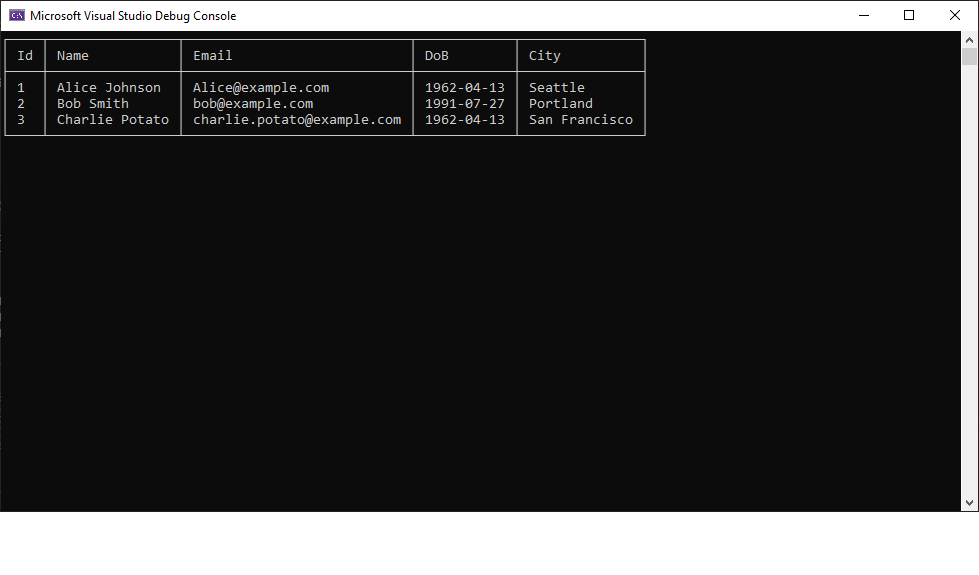 Microsoft Visual Studio Debug Console
Id Name Email DoB City
1 Alice Johnson Alice@example.com 1962-04-13 Seattle
2 Bob Smith bob@example.com 1991-07-27 Portland
3 Charlie Potato charlie.potato@example.com 1962-04-13 San Francisco